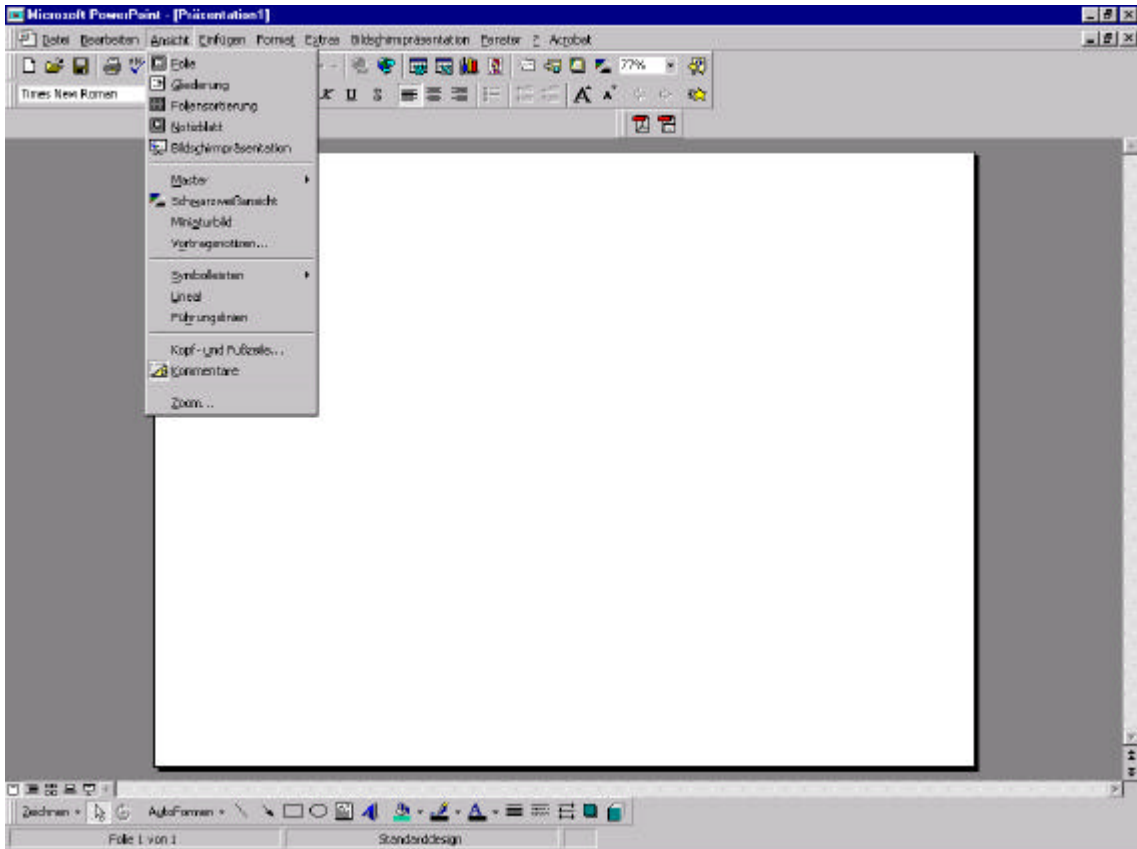 Microsoft PowerPoint - [Präsentation1]
Datei Bearbeiten Ansicht Einfügen Format Extras Bildschirmpräsentation Fenster ? Acrobat
77%
Times New Roman
K U S
Folie
Gliederung
Foliensortierung
Notizblatt
Bildschirmpräsentation
Master
Schwarzweißansicht
Miniaturbild
Vortragsnotizen...
Symbolleisten
Lineal
Führungslinien
Kopf- und Fußzeile...
Kommentare
Zoom...
Zeichnen AutoFormen
Folie 1 von 1 Standarddesign